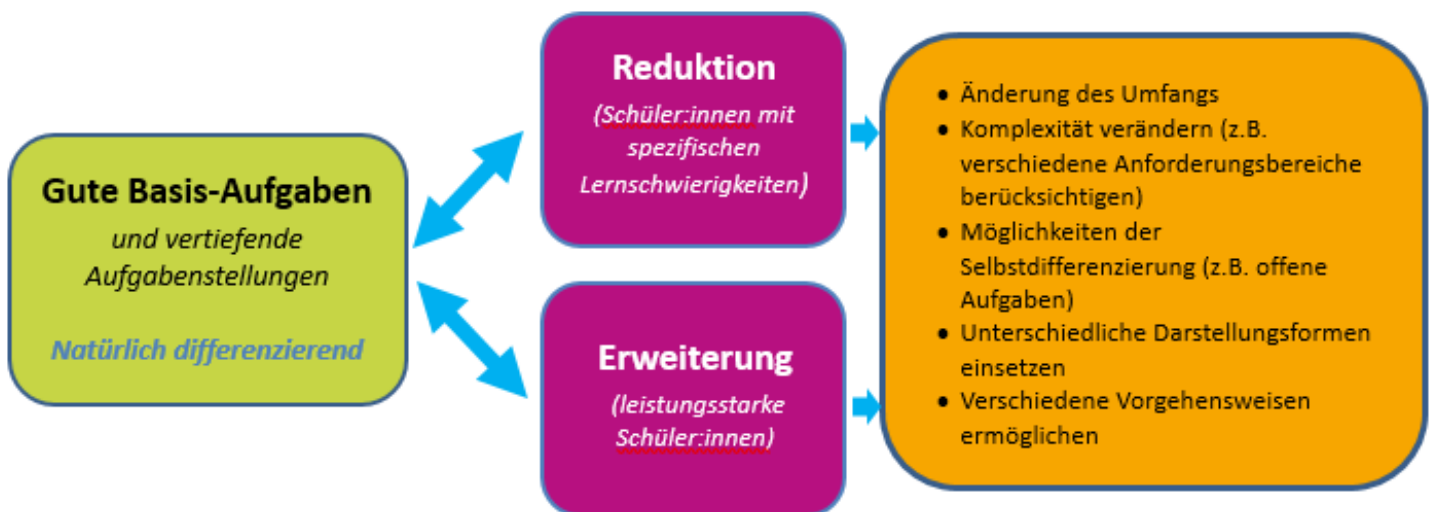 Gute Basis-Aufgaben
und vertiefende
Aufgabenstellungen
Natürlich differenzierend
Reduktion
(Schüler:innen mit
spezifischen
Lernschwierigkeiten)
Erweiterung
(leistungsstarke
Schüler:innen)
• Änderung des Umfangs
• Komplexität verändern (z.B.
verschiedene Anforderungsbereiche
berücksichtigen)
• Möglichkeiten der
Selbstdifferenzierung (z.B. offene
Aufgaben)
• Unterschiedliche Darstellungsformen
einsetzen
• Verschiedene Vorgehensweisen
ermöglichen